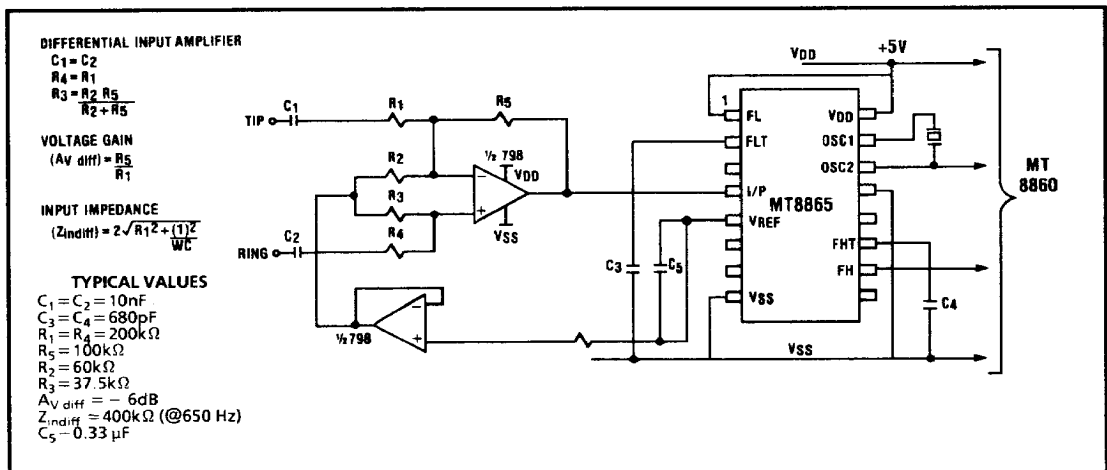 DIFFERENTIAL INPUT AMPLIFIER
C1=C2
R4=R1
R3=R2 R5
R2+R5
VOLTAGE GAIN
(AV diff)=R5
R1
INPUT IMPEDANCE
(Zindiff)=2√R1²+(1)²
WC
TYPICAL VALUES
C1=C2=10nF
C3=C4=680pF
R1=R4=200kΩ
R5=100kΩ
R2=60kΩ
R3=37.5kΩ
AV diff=-6dB
Zindiff=400kΩ (@650 Hz)
C5-0.33 µF
TIP
C1
R1
R5
R2
R3
R4
RING
C2
½ 798
VDD
VSS
-
+
½798
-
+
C3
C5
C4
VDD
+5V
1
FL
FLT
i/P
VREF
VSS
MT8865
VDD
OSC1
OSC2
FHT
FH
VSS
MT
8860